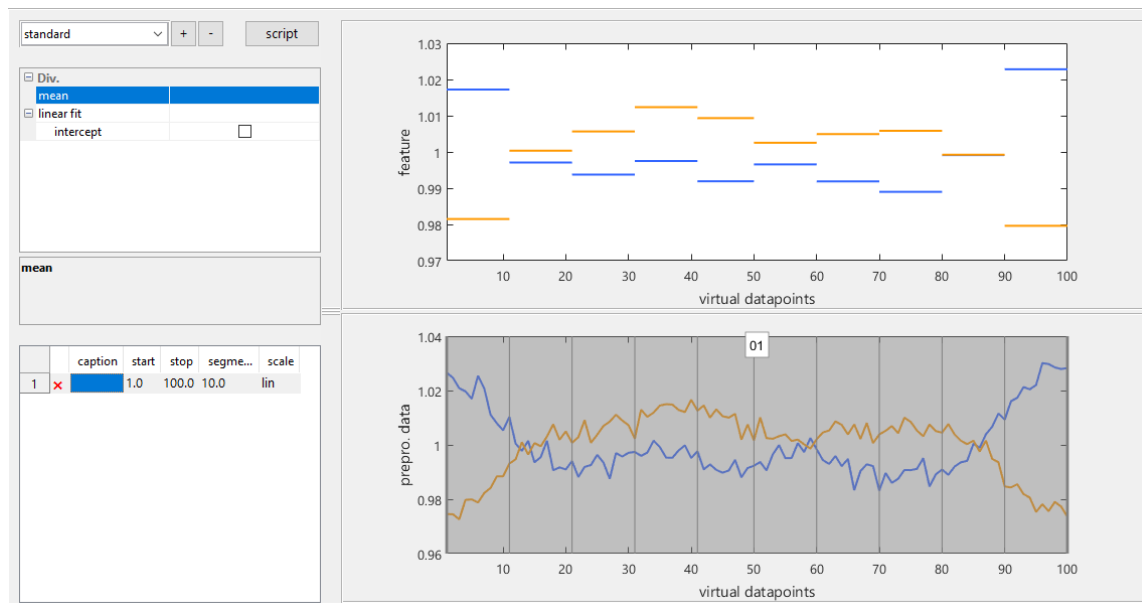 standard + - script
Div.
mean
linear fit
intercept
mean
caption start stop segme... scale
1 1.0 100.0 10.0 lin
1.03
1.02
1.01
1
0.99
0.98
0.97
feature
10 20 30 40 50 60 70 80 90 100
virtual datapoints
01
1.04
1.02
1
0.98
0.96
prepro. data
10 20 30 40 50 60 70 80 90 100
virtual datapoints